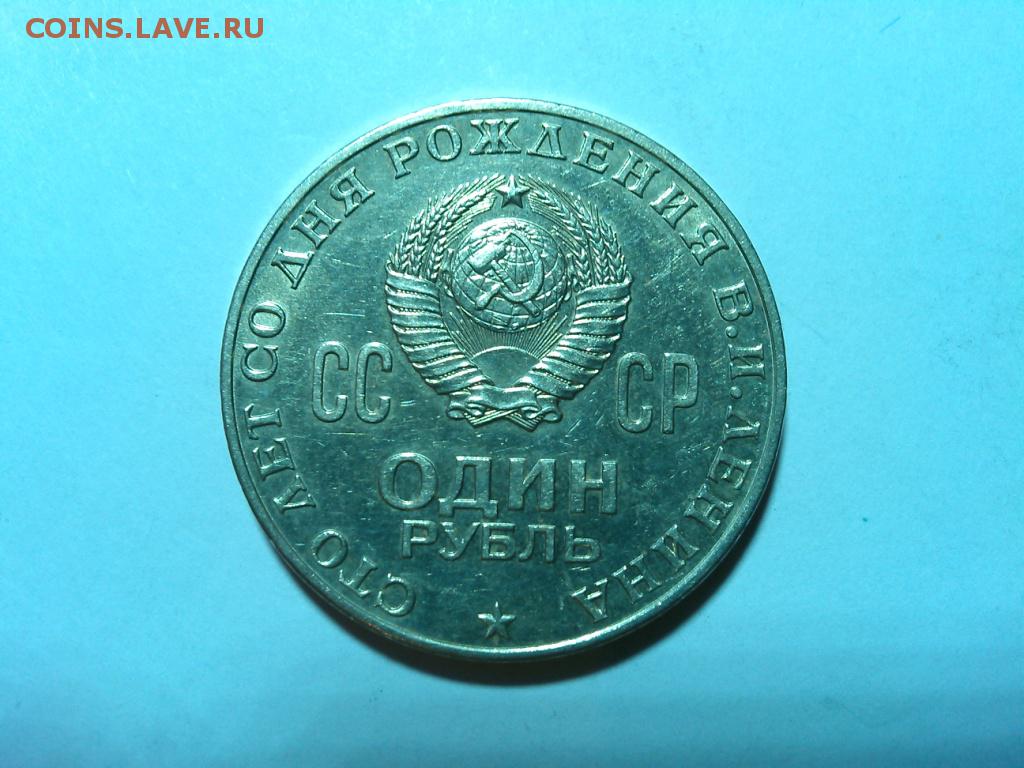 COINS.LAVE.RU
СТО ЛЕТ СО ДНЯ РОЖДЕНИЯ В.И.ЛЕНИНА
СС СР
ОДИН
РУБЛЬ